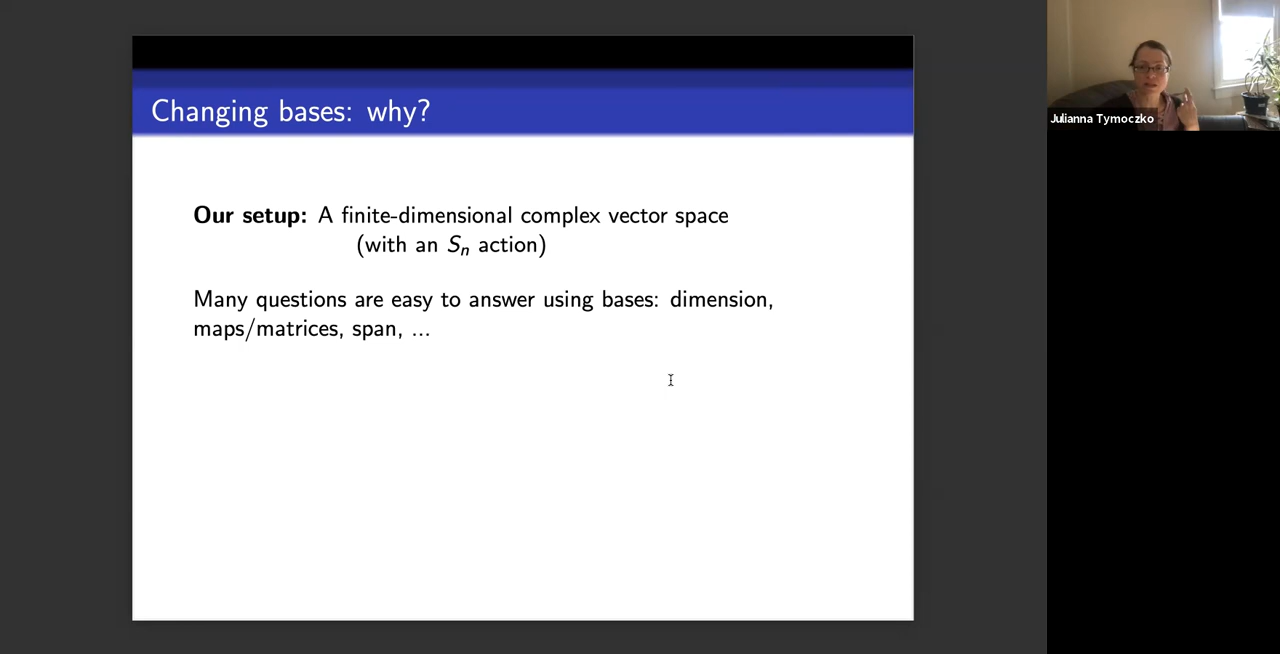 Changing bases: why?
Our setup: A finite-dimensional complex vector space
(with an Sₙ action)
Many questions are easy to answer using bases: dimension,
maps/matrices, span, ...
Julianna Tymoczko